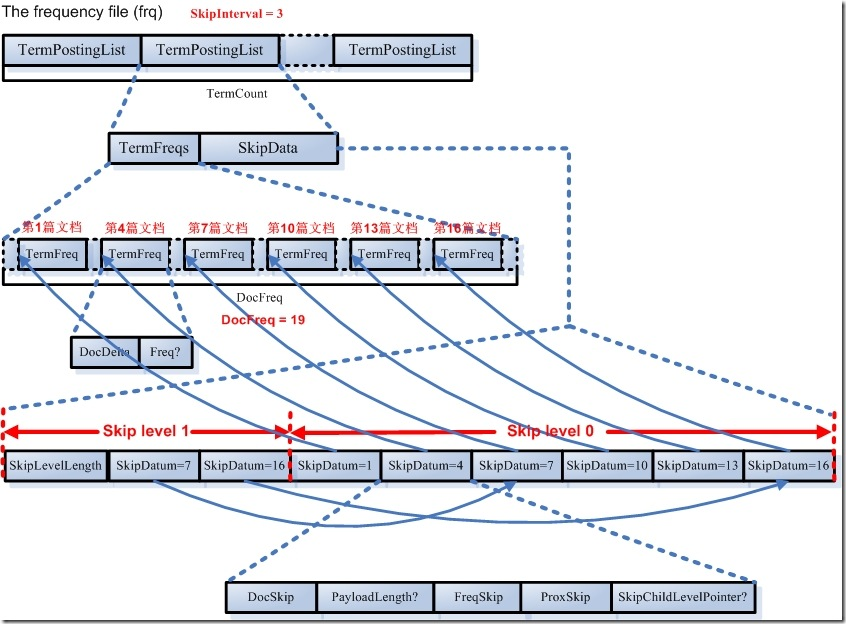 The frequency file (frq) SkipInterval = 3
TermPostingList TermPostingList TermPostingList
TermCount
TermFreqs SkipData
第1篇文档 第4篇文档 第7篇文档 第10篇文档 第13篇文档 第16篇文档
TermFreq TermFreq TermFreq TermFreq TermFreq TermFreq
DocFreq
DocFreq = 19
DocDelta Freq?
Skip level 1 Skip level 0
SkipLevelLength SkipDatum=7 SkipDatum=16 SkipDatum=1 SkipDatum=4 SkipDatum=7 SkipDatum=10 SkipDatum=13 SkipDatum=16
DocSkip PayloadLength? FreqSkip ProxSkip SkipChildLevelPointer?